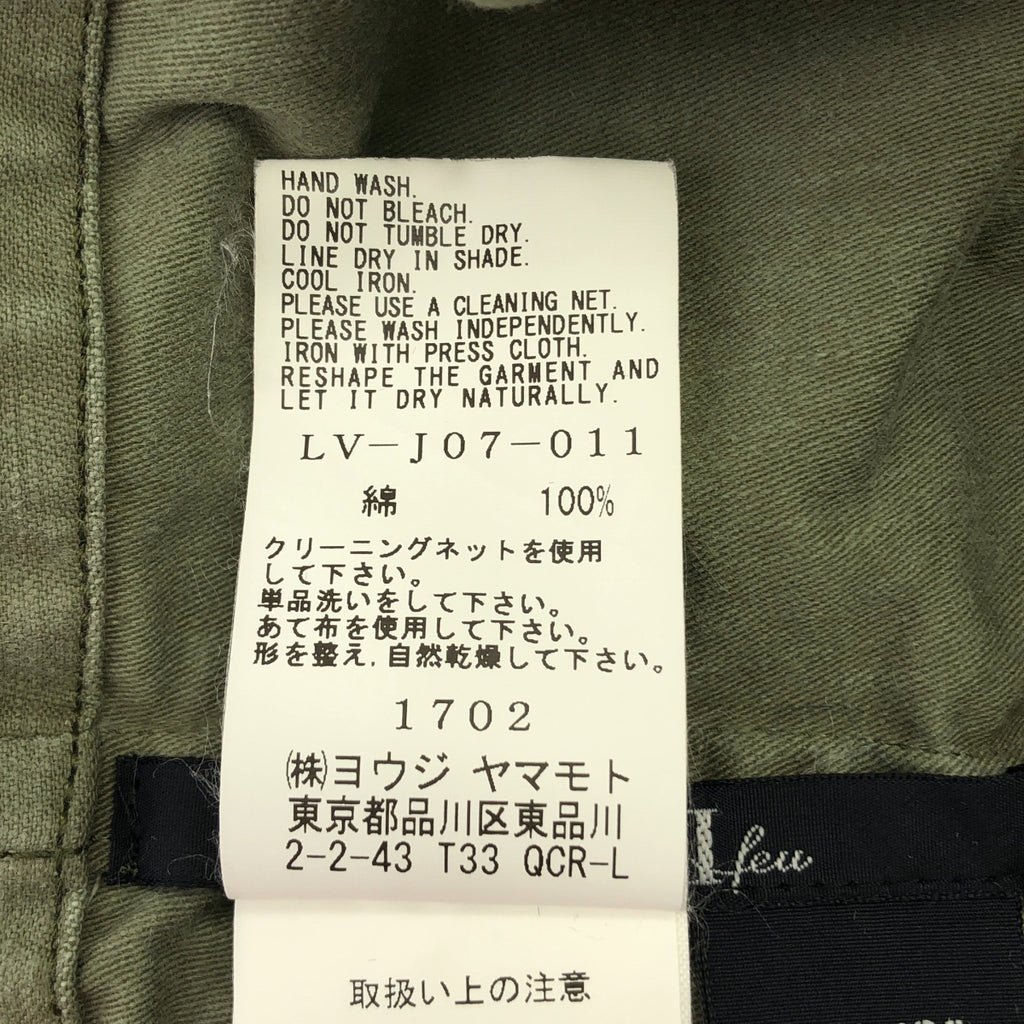 HAND WASH.
DO NOT BLEACH.
DO NOT TUMBLE DRY.
LINE DRY IN SHADE.
COOL IRON.
PLEASE USE A CLEANING NET.
PLEASE WASH INDEPENDENTLY.
IRON WITH PRESS CLOTH.
RESHAPE THE GARMENT AND
LET IT DRY NATURALLY.
LV-J07-011
綿 100%
クリーニングネットを使用
して下さい。
単品洗いをして下さい。
あて布を使用して下さい。
形を整え,自然乾燥して下さい。
1702
㈱ヨウジ ヤマモト
東京都品川区東品川
2-2-43 T33 QCR-L
feu
取扱い上の注意